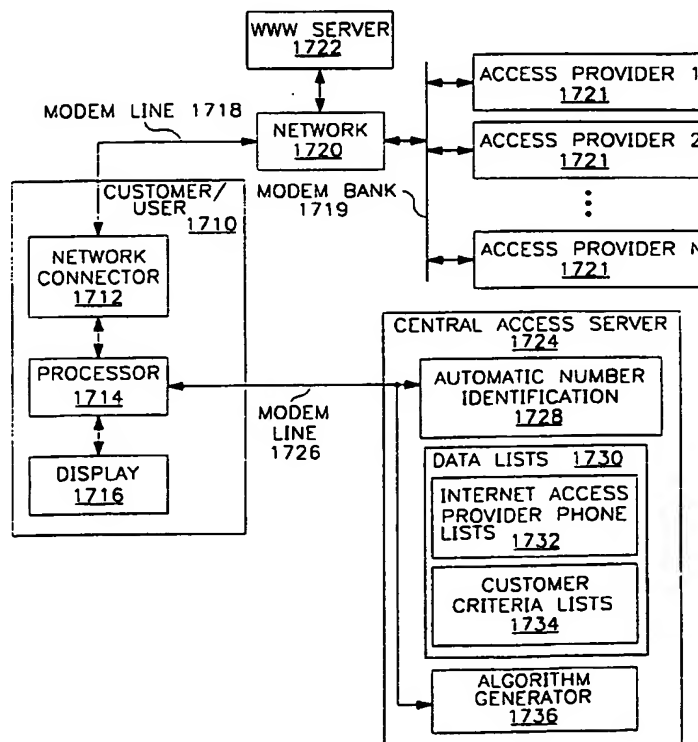 WWW SERVER
1722
MODEM LINE 1718
NETWORK
1720
ACCESS PROVIDER 1
1721
ACCESS PROVIDER 2
1721
MODEM BANK
1719
ACCESS PROVIDER N
1721
CUSTOMER/
USER 1710
NETWORK
CONNECTOR
1712
PROCESSOR
1714
DISPLAY
1716
MODEM
LINE
1726
CENTRAL ACCESS SERVER
1724
AUTOMATIC NUMBER
IDENTIFICATION
1728
DATA LISTS 1730
INTERNET ACCESS
PROVIDER PHONE
LISTS 1732
CUSTOMER
CRITERIA LISTS
1734
ALGORITHM
GENERATOR
1736